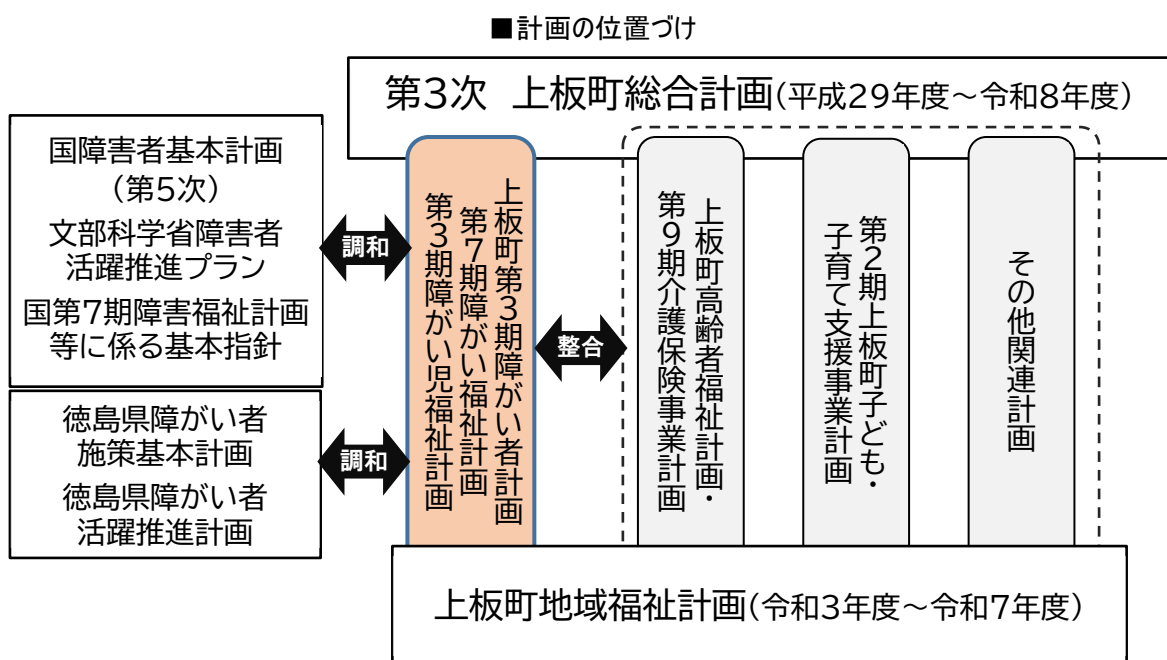 ■計画の位置づけ
第3次 上板町総合計画(平成29年度～令和8年度)
国障害者基本計画
(第5次)
文部科学省障害者
活躍推進プラン
国第7期障害福祉計画
等に係る基本指針
調和
徳島県障がい者
施策基本計画
徳島県障がい者
活躍推進計画
調和
上板町第3期障がい者計画
第7期障がい福祉計画
第3期障がい児福祉計画
整合
上板町高齢者福祉計画・
第9期介護保険事業計画
第2期上板町子ども・
子育て支援事業計画
その他関連計画
上板町地域福祉計画(令和3年度～令和7年度)